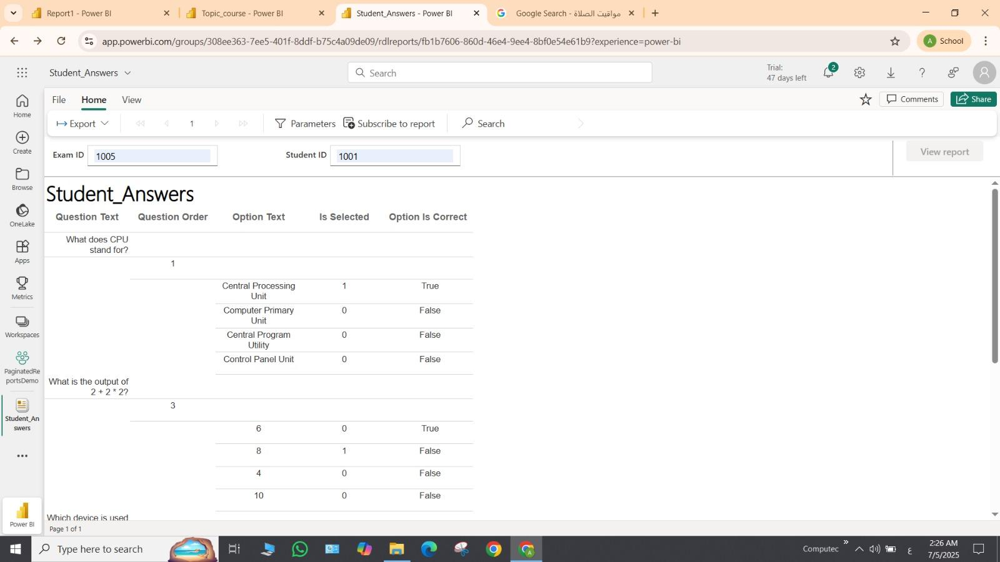 Report1 - Power BI
Topic_course - Power BI
Student_Answers - Power BI
مواقيت الصلاة - Google Search
app.powerbi.com/groups/308ee363-7ee5-401f-8ddf-b75c4a09de09/rdlreports/fb1b7606-860d-46e4-9ee4-8bf0e54e61b9?experience=power-bi
A School
Student_Answers
Search
Trial:
47 days left
2
File Home View
Comments
Share
Export
1
Parameters
Subscribe to report
Search
Exam ID 1005
Student ID 1001
View report
Home
Create
Browse
OneLake
Apps
Metrics
Workspaces
PaginatedRe
portsDemo
Student_An
swers
Power BI
Student_Answers
Question Text Question Order Option Text Is Selected Option Is Correct
What does CPU
stand for?
1
Central Processing
Unit 1 True
Computer Primary
Unit 0 False
Central Program
Utility 0 False
Control Panel Unit 0 False
What is the output of
2 + 2 * 2?
3
6 0 True
8 1 False
4 0 False
10 0 False
Which device is used
Page 1 of 1
Type here to search
Computec
ع
2:26 AM
7/5/2025